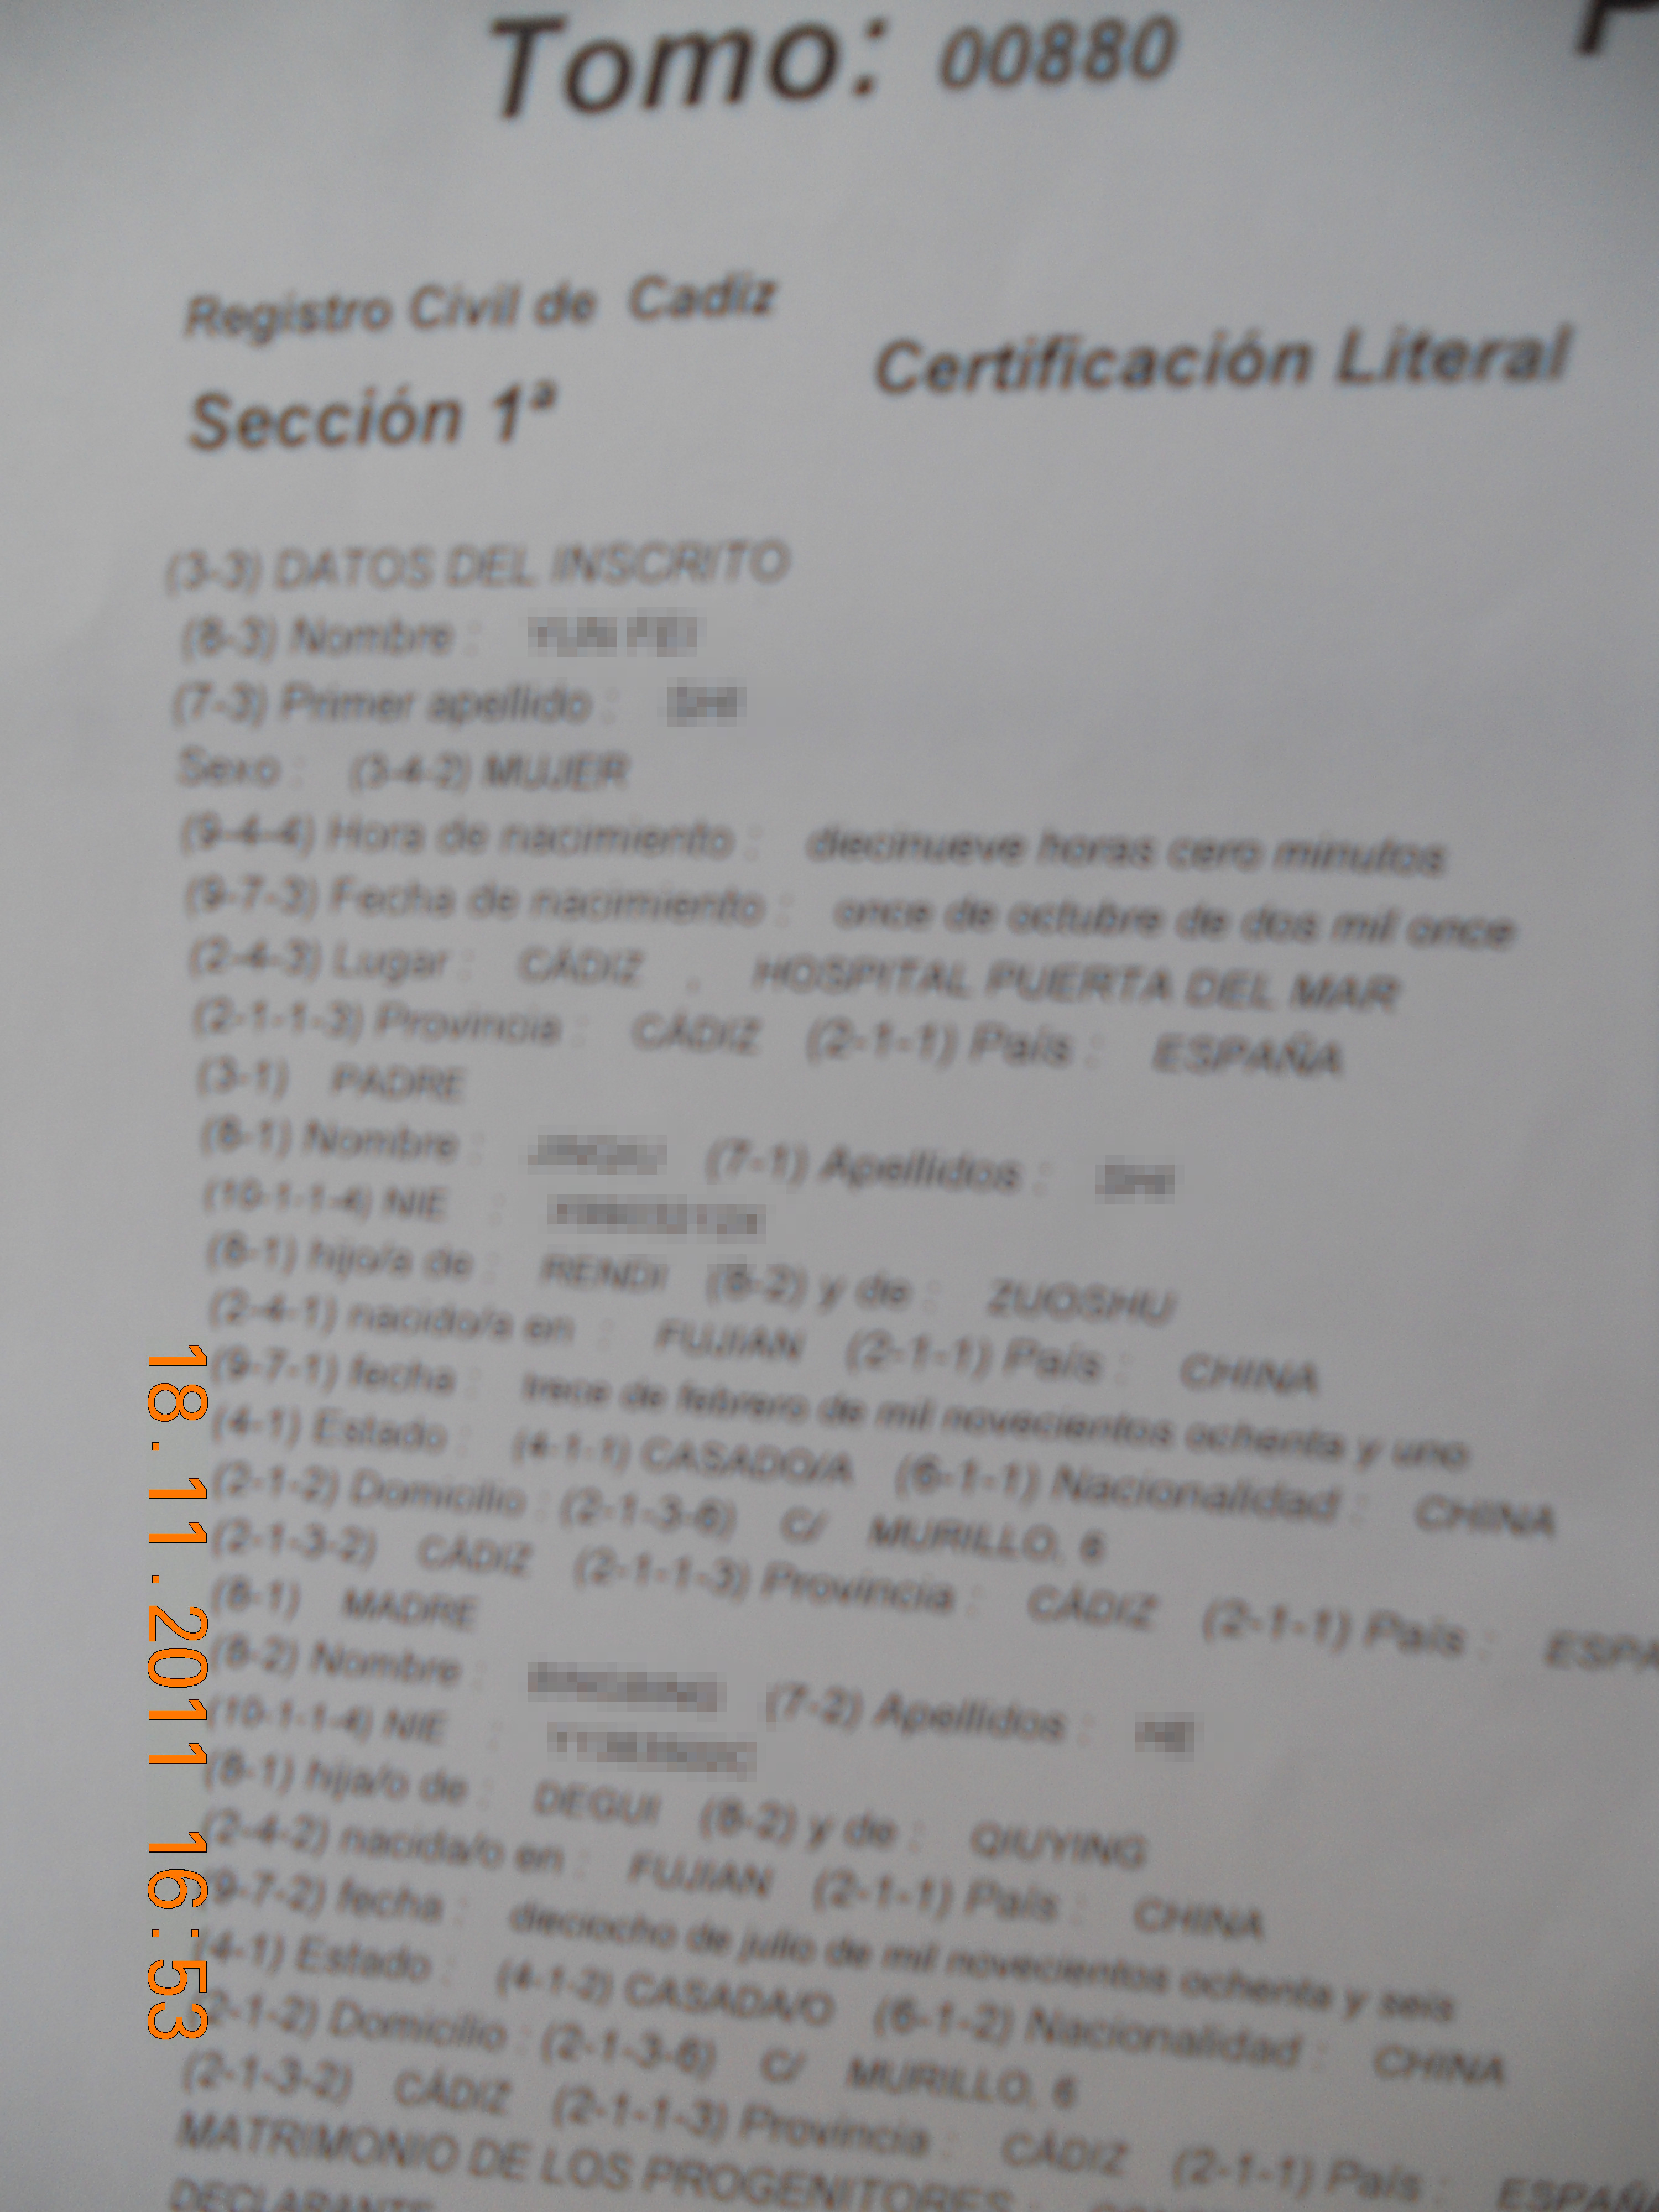 Tomo: 00880
Registro Civil de Cadiz
Certificación Literal
Sección 1ª
(3-3) DATOS DEL INSCRITO
(8-3) Nombre :
(7-3) Primer apellido :
Sexo : (3-4-2) MUJER
(9-4-4) Hora de nacimiento : diecinueve horas cero minutos
(9-7-3) Fecha de nacimiento : once de octubre de dos mil once
(2-4-3) Lugar : CÁDIZ , HOSPITAL PUERTA DEL MAR
(2-1-1-3) Provincia : CÁDIZ (2-1-1) País : ESPAÑA
(3-1) PADRE
(8-1) Nombre : (7-1) Apellidos :
(10-1-1-4) NIE :
(8-1) hijo/a de : RENDI (8-2) y de : ZUOSHU
(2-4-1) nacido/a en : FUJIAN (2-1-1) País : CHINA
(9-7-1) fecha : trece de febrero de mil novecientos ochenta y uno
(4-1) Estado : (4-1-1) CASADO/A (6-1-1) Nacionalidad : CHINA
(2-1-2) Domicilio : (2-1-3-6) C/ MURILLO, 6
(2-1-3-2) CÁDIZ (2-1-1-3) Provincia : CÁDIZ (2-1-1) País : ESPA
(8-1) MADRE
(8-2) Nombre : (7-2) Apellidos :
(10-1-1-4) NIE :
(8-1) hija/o de : DEGUI (8-2) y de : QIUYING
(2-4-2) nacida/o en : FUJIAN (2-1-1) País : CHINA
(9-7-2) fecha : dieciocho de julio de mil novecientos ochenta y seis
(4-1) Estado : (4-1-2) CASADA/O (6-1-2) Nacionalidad : CHINA
(2-1-2) Domicilio : (2-1-3-6) C/ MURILLO, 6
(2-1-3-2) CÁDIZ (2-1-1-3) Provincia : CÁDIZ (2-1-1) País : ESPAÑA
MATRIMONIO DE LOS PROGENITORES :
DECLARANTE
18.11.2011 16:53